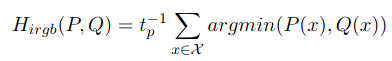 H_{irgb}(P, Q) = t_p^{-1} \sum_{x \in \mathcal{X}} argmin(P(x), Q(x))